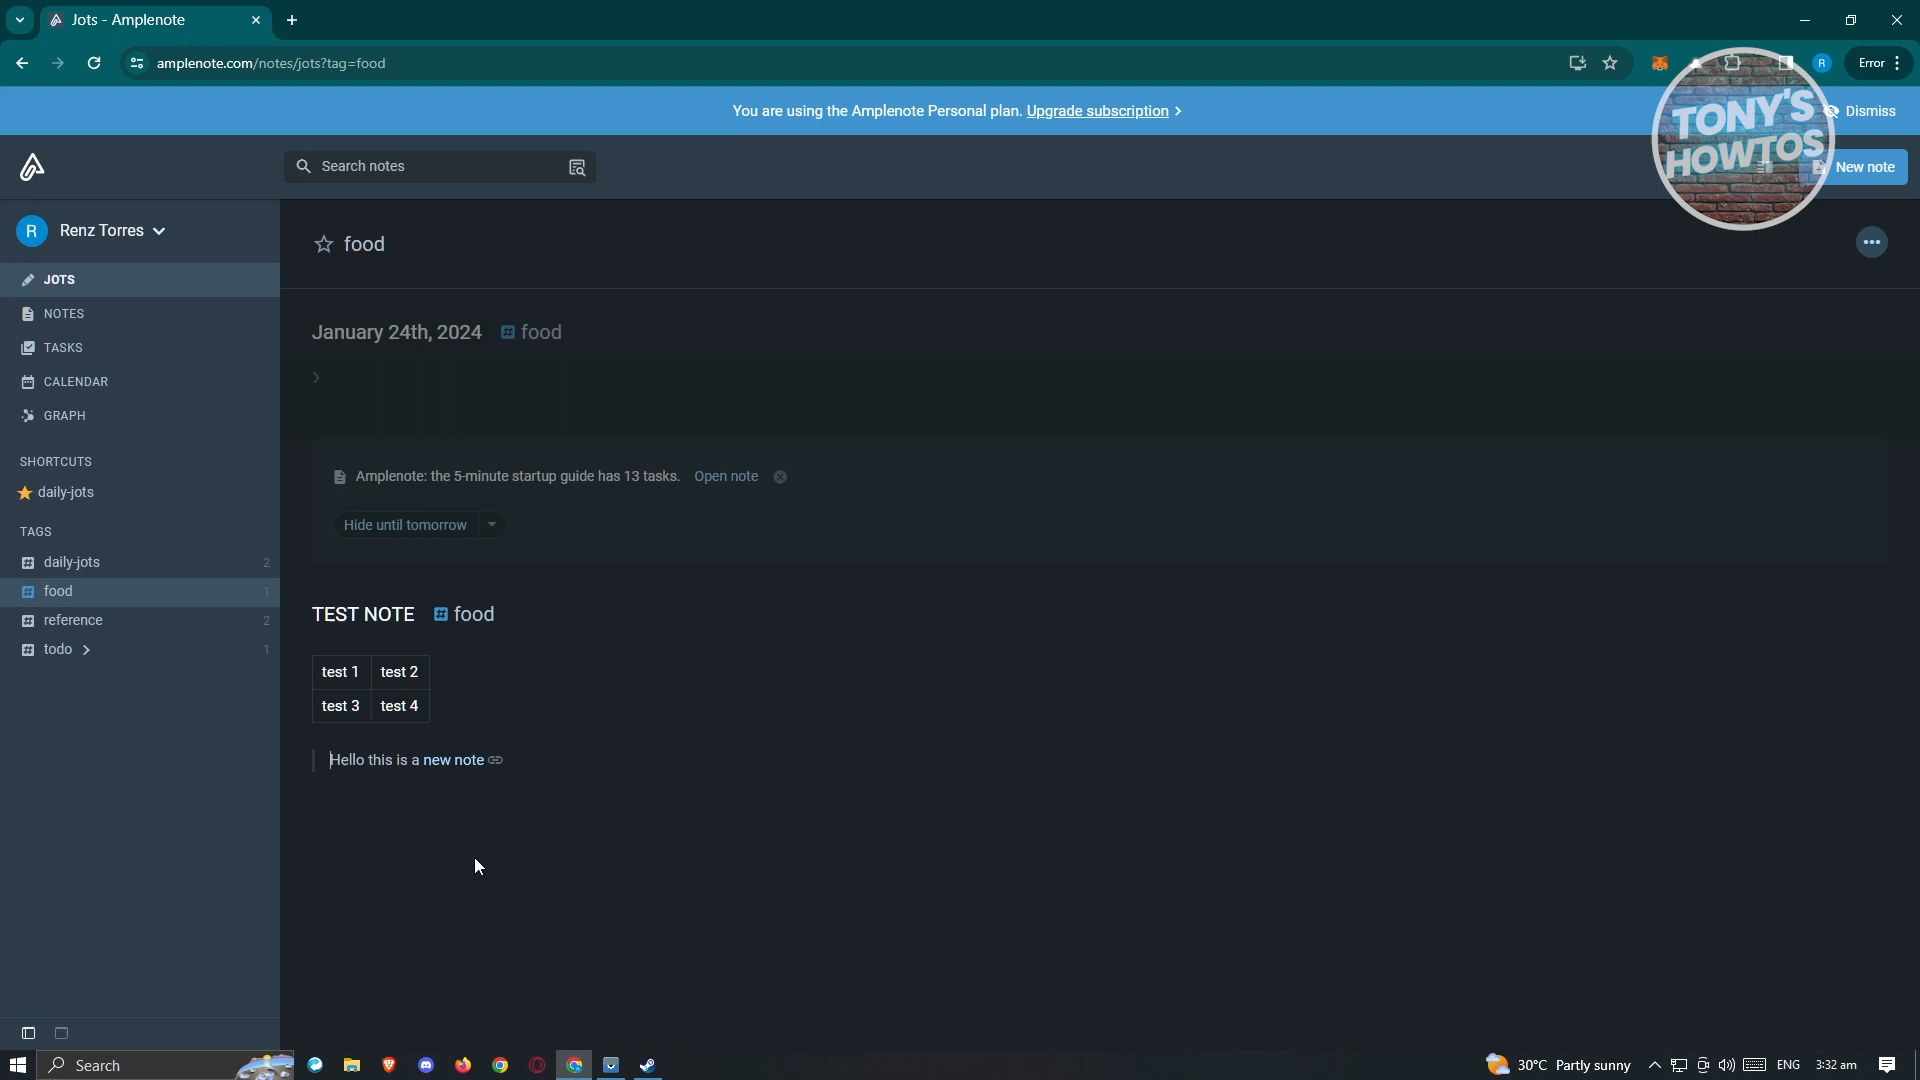 Jots - Amplenote
amplenote.com/notes/jots?tag=food
R
Error
You are using the Amplenote Personal plan. Upgrade subscription >
Dismiss
TONY'S
HOWTOS
Search notes
New note
R Renz Torres
food
JOTS
NOTES
TASKS
CALENDAR
GRAPH
SHORTCUTS
daily-jots
TAGS
daily-jots 2
food 1
reference 2
todo 1
January 24th, 2024 food
Amplenote: the 5-minute startup guide has 13 tasks. Open note
Hide until tomorrow
TEST NOTE food
test 1 test 2
test 3 test 4
Hello this is a new note
Search
30°C Partly sunny
ENG
3:32 am